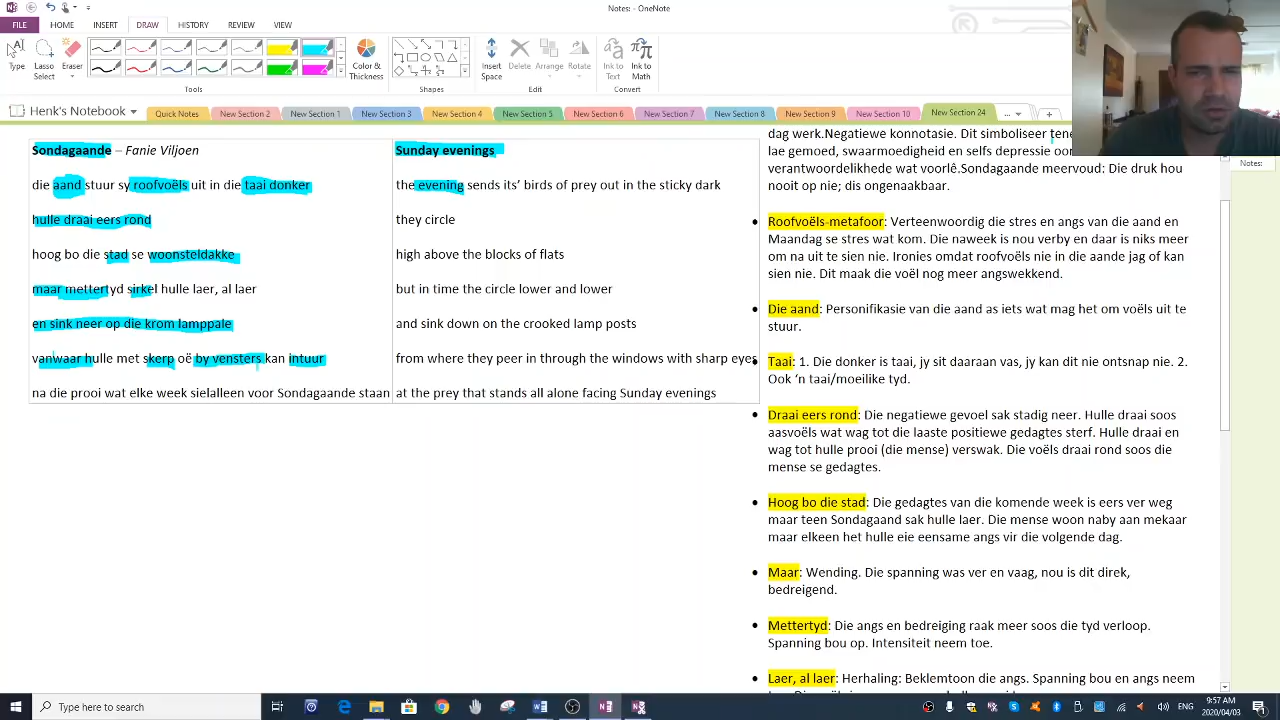 Notes: - OneNote
FILE HOME INSERT DRAW HISTORY REVIEW VIEW
Type Lasso Select Eraser Color & Thickness Insert Space Delete Arrange Rotate Ink to Text Ink to Math
Tools Shapes Edit Convert
Henk's Notebook Quick Notes New Section 2 New Section 1 New Section 3 New Section 4 New Section 5 New Section 6 New Section 7 New Section 8 New Section 9 New Section 10 New Section 24 ...
Notes:
Sondagaande – Fanie Viljoen
die aand stuur sy roofvoëls uit in die taai donker
hulle draai eers rond
hoog bo die stad se woonsteldakke
maar mettertyd sirkel hulle laer, al laer
en sink neer op die krom lamppale
vanwaar hulle met skerp oë by vensters kan intuur
na die prooi wat elke week sielalleen voor Sondagaande staan
Sunday evenings
the evening sends its' birds of prey out in the sticky dark
they circle
high above the blocks of flats
but in time the circle lower and lower
and sink down on the crooked lamp posts
from where they peer in through the windows with sharp eyes
at the prey that stands all alone facing Sunday evenings
dag werk.Negatiewe konnotasie. Dit simboliseer
lae gemoed, swaarmoedigheid en selfs depressie
verantwoordelikhede wat voorlê.Sondagaande meervoud: Die druk hou
nooit op nie; dis ongenaakbaar.
• Roofvoëls-metafoor: Verteenwoordig die stres en angs van die aand en
Maandag se stres wat kom. Die naweek is nou verby en daar is niks meer
om na uit te sien nie. Ironies omdat roofvoëls nie in die aande jag of kan
sien nie. Dit maak die voël nog meer angswekkend.
• Die aand: Personifikasie van die aand as iets wat mag het om voëls uit te
stuur.
• Taai: 1. Die donker is taai, jy sit daaraan vas, jy kan dit nie ontsnap nie. 2.
Ook 'n taai/moeilike tyd.
• Draai eers rond: Die negatiewe gevoel sak stadig neer. Hulle draai soos
aasvoëls wat wag tot die laaste positiewe gedagtes sterf. Hulle draai en
wag tot hulle prooi (die mense) verswak. Die voëls draai rond soos die
mense se gedagtes.
• Hoog bo die stad: Die gedagtes van die komende week is eers ver weg
maar teen Sondagaand sak hulle laer. Die mense woon naby aan mekaar
maar elkeen het hulle eie eensame angs vir die volgende dag.
• Maar: Wending. Die spanning was ver en vaag, nou is dit direk,
bedreigend.
• Mettertyd: Die angs en bedreiging raak meer soos die tyd verloop.
Spanning bou op. Intensiteit neem toe.
• Laer, al laer: Herhaling: Beklemtoon die angs. Spanning bou en angs neem
Type here to search
9:57 AM
2020/04/03